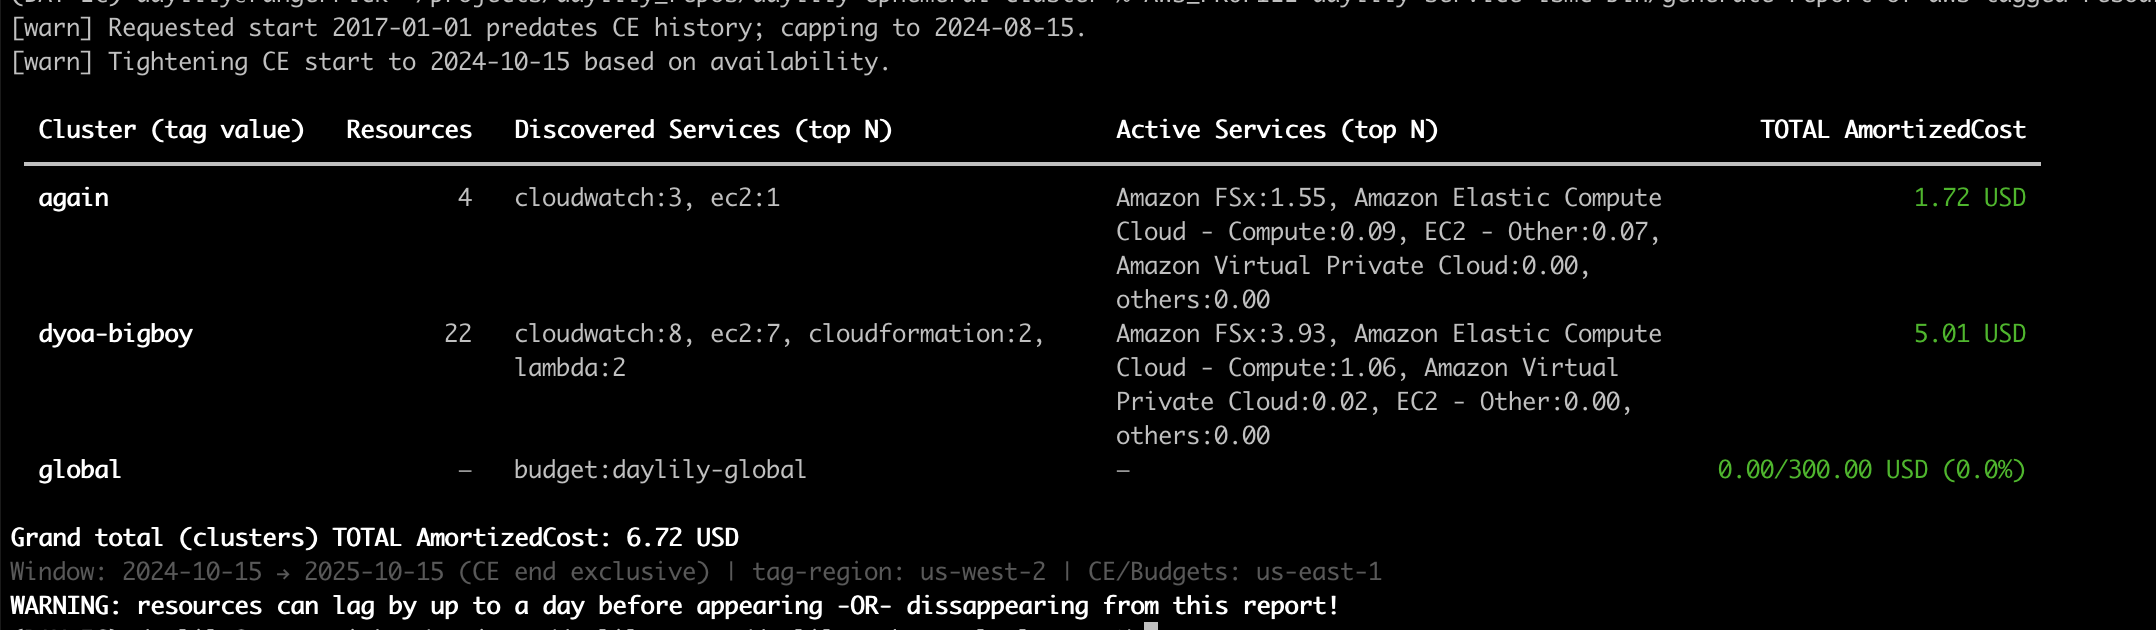 [warn] Requested start 2017-01-01 predates CE history; capping to 2024-08-15.
[warn] Tightening CE start to 2024-10-15 based on availability.
Cluster (tag value) Resources Discovered Services (top N) Active Services (top N) TOTAL AmortizedCost
again 4 cloudwatch:3, ec2:1 Amazon FSx:1.55, Amazon Elastic Compute 1.72 USD
Cloud - Compute:0.09, EC2 - Other:0.07,
Amazon Virtual Private Cloud:0.00,
others:0.00
dyoa-bigboy 22 cloudwatch:8, ec2:7, cloudformation:2, Amazon FSx:3.93, Amazon Elastic Compute 5.01 USD
lambda:2 Cloud - Compute:1.06, Amazon Virtual
Private Cloud:0.02, EC2 - Other:0.00,
others:0.00
global – budget:daylily-global – 0.00/300.00 USD (0.0%)
Grand total (clusters) TOTAL AmortizedCost: 6.72 USD
Window: 2024-10-15 → 2025-10-15 (CE end exclusive) | tag-region: us-west-2 | CE/Budgets: us-east-1
WARNING: resources can lag by up to a day before appearing -OR- dissappearing from this report!